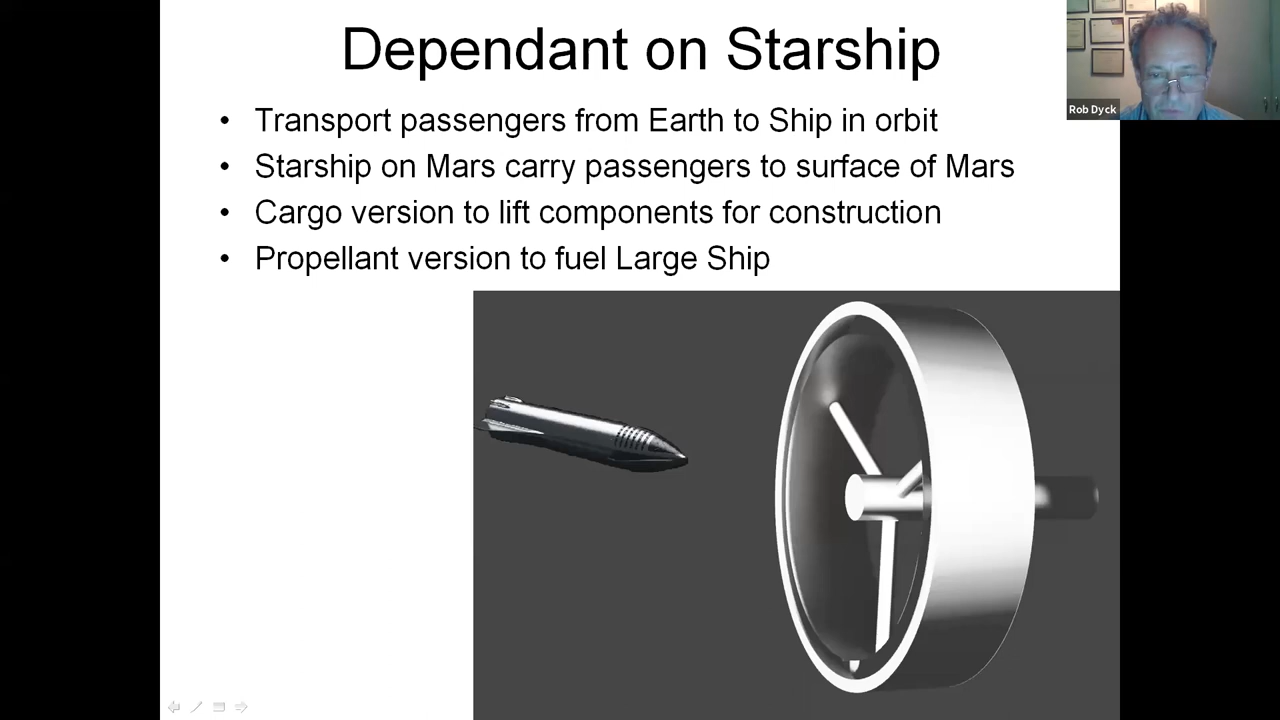 Dependant on Starship
• Transport passengers from Earth to Ship in orbit
• Starship on Mars carry passengers to surface of Mars
• Cargo version to lift components for construction
• Propellant version to fuel Large Ship
Rob Dyck